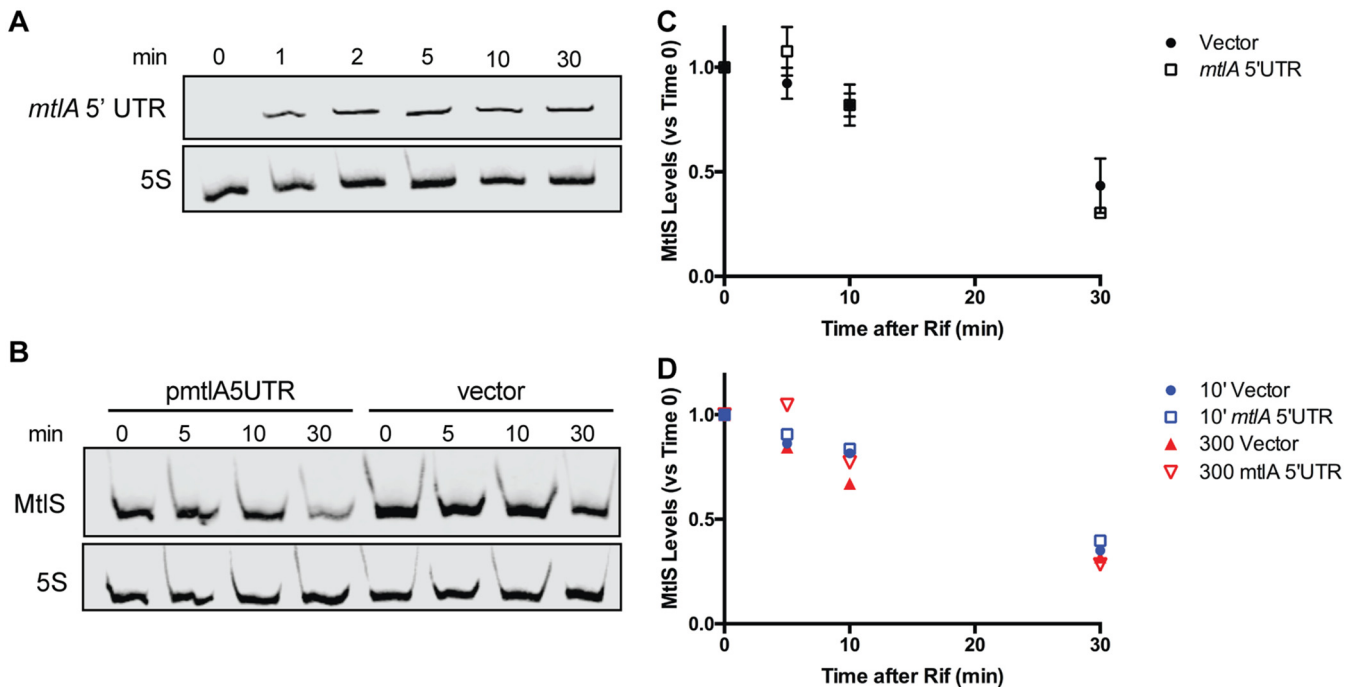 A
min 0 1 2 5 10 30
mtlA 5' UTR
5S
B
pmtlA5UTR vector
min 0 5 10 30 0 5 10 30
MtlS
5S
C
MtlS Levels (vs Time 0)
1.0
0.5
0.0
0 10 20 30
Time after Rif (min)
Vector
mtlA 5'UTR
D
MtlS Levels (vs Time 0)
1.0
0.5
0.0
0 10 20 30
Time after Rif (min)
10' Vector
10' mtlA 5'UTR
300 Vector
300 mtlA 5'UTR